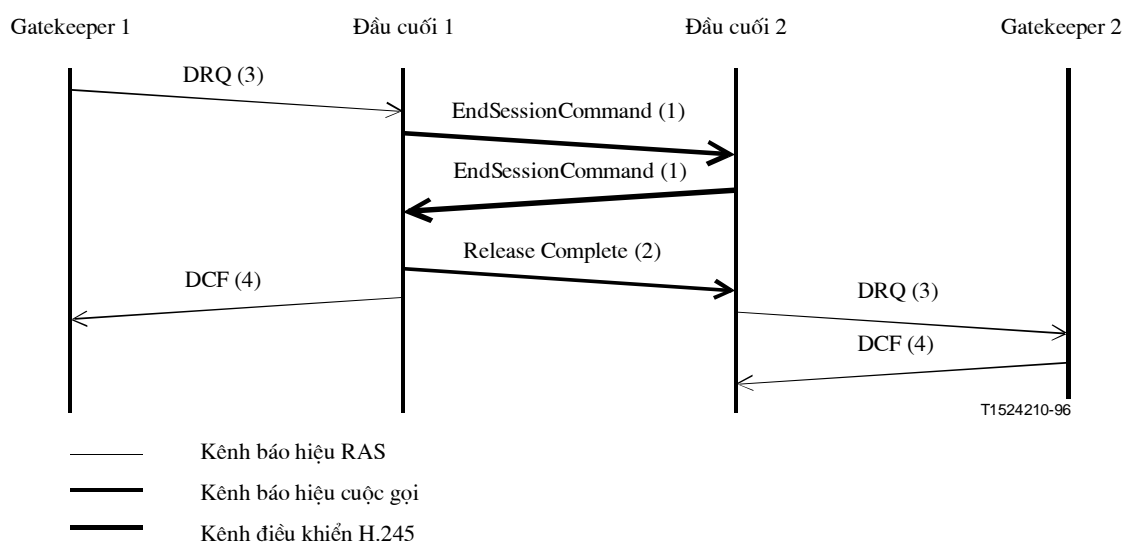 Gatekeeper 1 Đầu cuối 1 Đầu cuối 2 Gatekeeper 2
DRQ (3)
EndSessionCommand (1)
EndSessionCommand (1)
Release Complete (2)
DCF (4)
DRQ (3)
DCF (4)
T1524210-96
Kênh báo hiệu RAS
Kênh báo hiệu cuộc gọi
Kênh điều khiển H.245